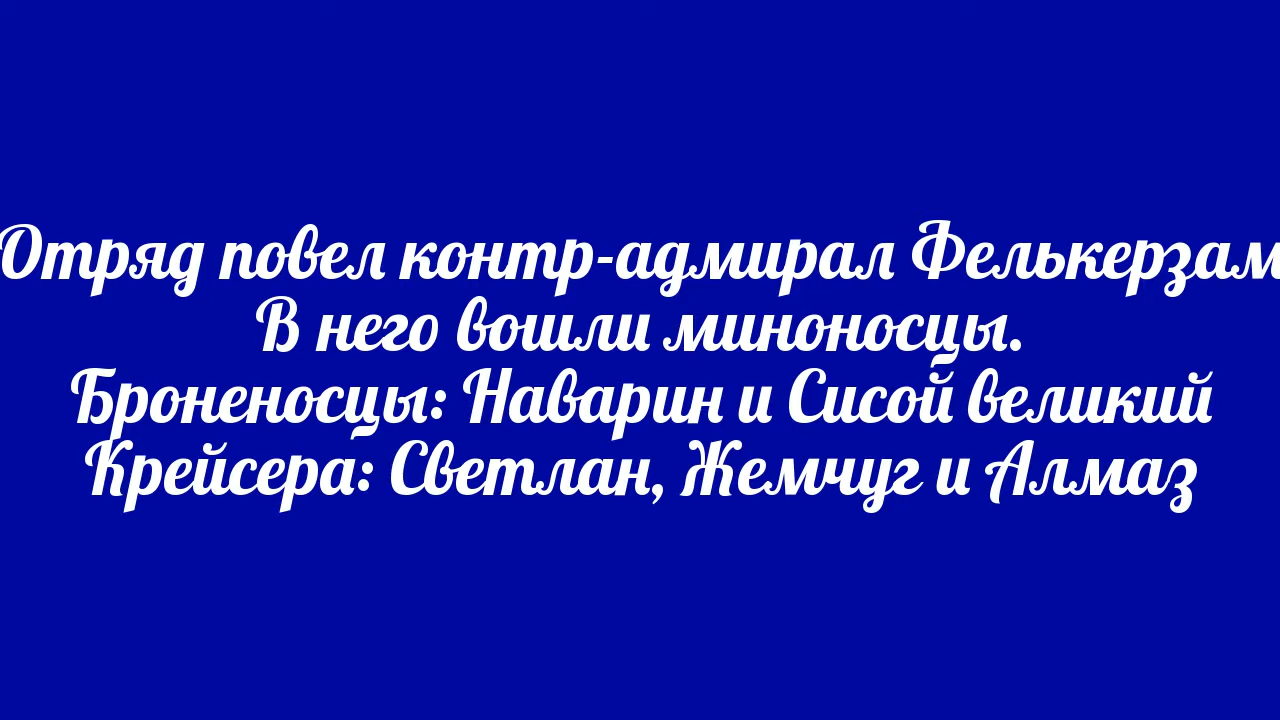 Отряд повел контр-адмирал Фелькерзам
В него вошли миноносцы.
Броненосцы: Наварин и Сисой великий
Крейсера: Светлан, Жемчуг и Алмаз